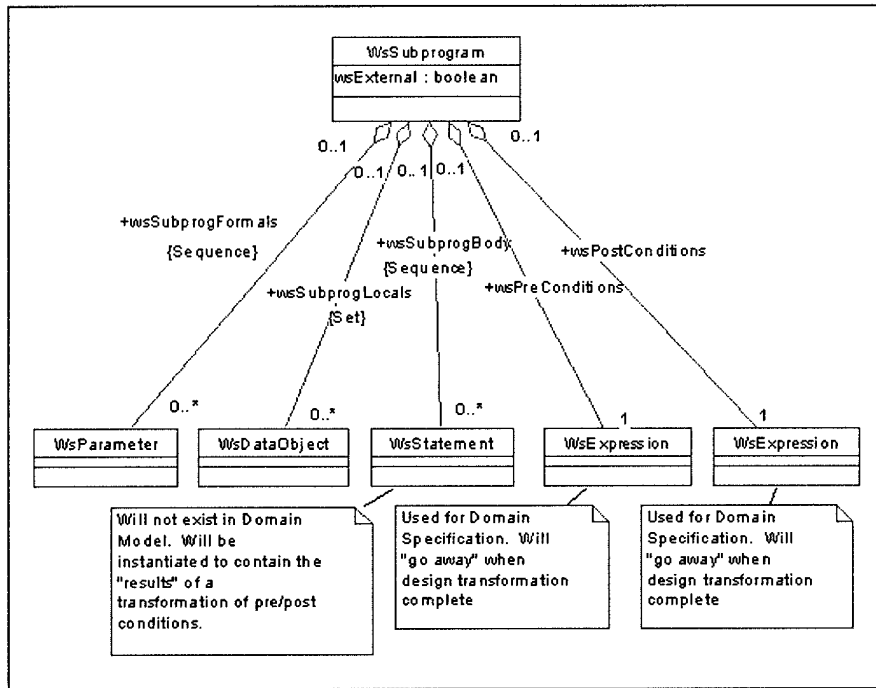 WsSubprogram
wsExternal : boolean
0..1
0..1
0..1
0..1
0..1
+wsSubprogFormals
{Sequence}
+wsSubprogBody
{Sequence}
+wsPostConditions
+wsSubprogLocals
{Set}
+wsPreConditions
0..*
0..*
0..*
1
1
WsParameter
WsDataObject
WsStatement
WsExpression
WsExpression
Will not exist in Domain
Model. Will be
instantiated to contain the
"results" of a
transformation of pre/post
conditions.
Used for Domain
Specification. Will
"go away" when
design transformation
complete
Used for Domain
Specification. Will
"go away" when
design transformation
complete